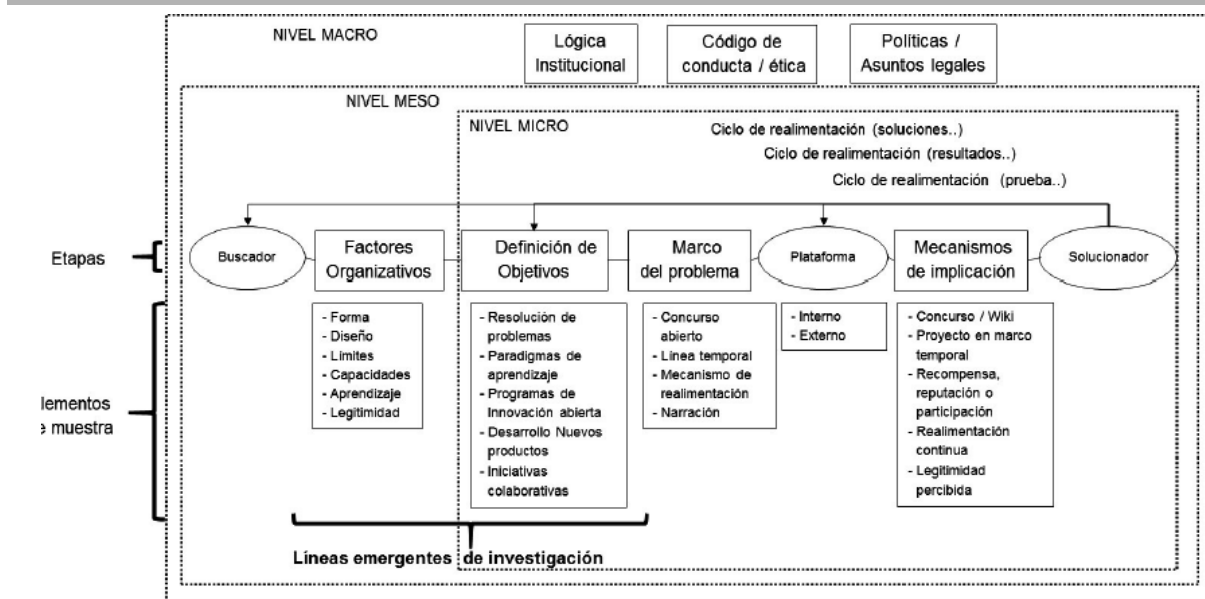 NIVEL MACRO
Lógica
Institucional
Código de
conducta / ética
Políticas /
Asuntos legales
NIVEL MESO
NIVEL MICRO
Ciclo de realimentación (soluciones..)
Ciclo de realimentación (resultados..)
Ciclo de realimentación (prueba..)
Etapas
Buscador
Factores
Organizativos
Definición de
Objetivos
Marco
del problema
Plataforma
Mecanismos
de implicación
Solucionador
lementos
e muestra
- Forma
- Diseño
- Límites
- Capacidades
- Aprendizaje
- Legitimidad
- Resolución de
problemas
- Paradigmas de
aprendizaje
- Programas de
Innovación abierta
- Desarrollo Nuevos
productos
- Iniciativas
colaborativas
- Concurso
abierto
- Línea temporal
- Mecanismo de
realimentación
- Narración
- Interno
- Externo
- Concurso / Wiki
- Proyecto en marco
temporal
- Recompensa,
reputación o
participación
- Realimentación
continua
- Legitimidad
percibida
Líneas emergentes de investigación